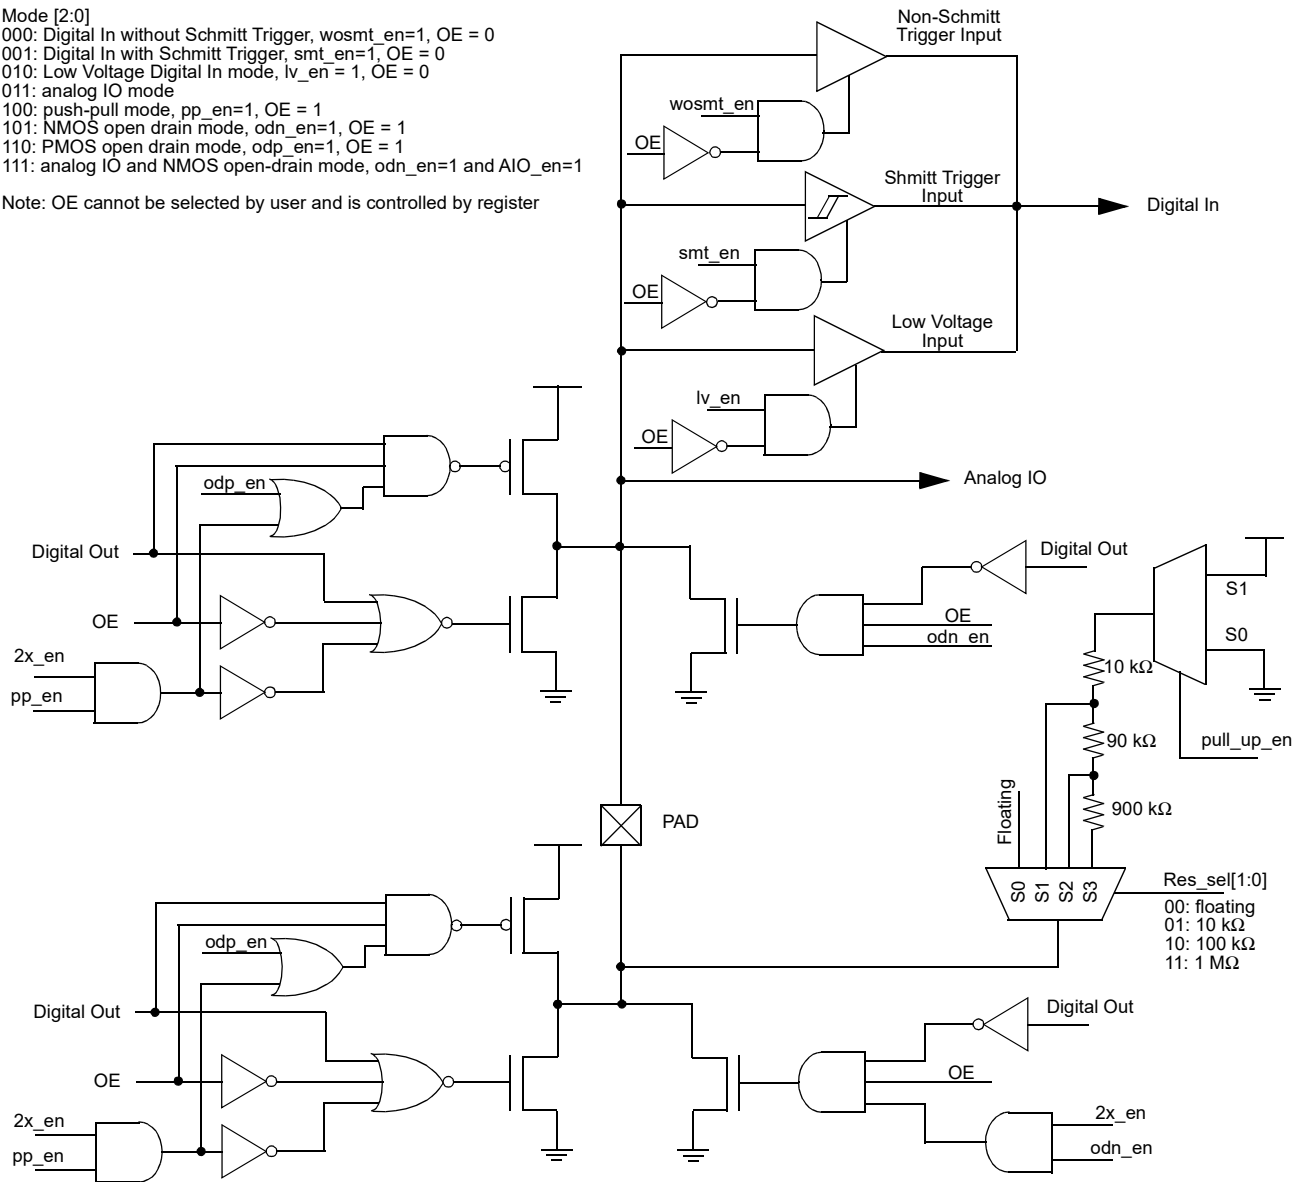 Mode [2:0]
000: Digital In without Schmitt Trigger, wosmt_en=1, OE = 0
001: Digital In with Schmitt Trigger, smt_en=1, OE = 0
010: Low Voltage Digital In mode, lv_en = 1, OE = 0
011: analog IO mode
100: push-pull mode, pp_en=1, OE = 1
101: NMOS open drain mode, odn_en=1, OE = 1
110: PMOS open drain mode, odp_en=1, OE = 1
111: analog IO and NMOS open-drain mode, odn_en=1 and AIO_en=1
Note: OE cannot be selected by user and is controlled by register
Non-Schmitt
Trigger Input
wosmt_en
OE
Shmitt Trigger
Input
Digital In
smt_en
OE
Low Voltage
Input
lv_en
OE
Analog IO
odp_en
Digital Out
OE
2x_en
pp_en
Digital Out
OE
odn_en
S1
S0
10 kΩ
90 kΩ
pull_up_en
900 kΩ
Floating
PAD
S0
S1
S2
S3
Res_sel[1:0]
00: floating
01: 10 kΩ
10: 100 kΩ
11: 1 MΩ
odp_en
Digital Out
OE
2x_en
pp_en
Digital Out
OE
2x_en
odn_en